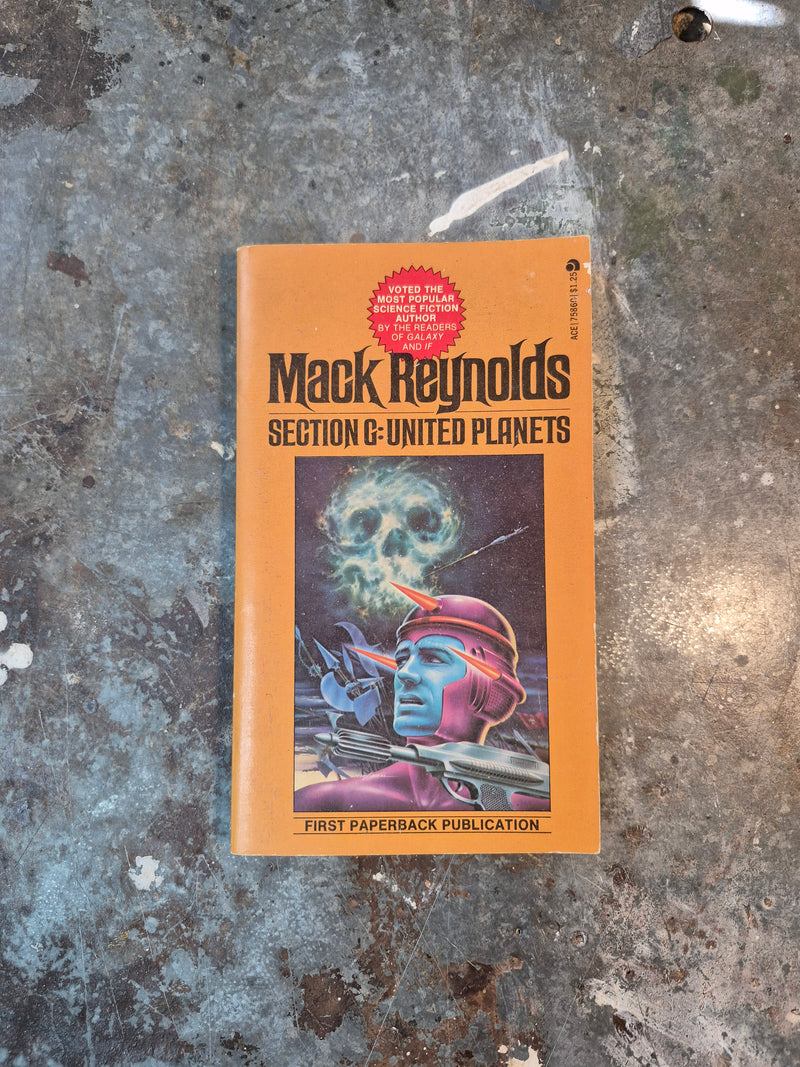 VOTED THE
MOST POPULAR
SCIENCE FICTION
AUTHOR
BY THE READERS
OF GALAXY
AND IF
ACE | 75860 | $1.25
Mack Reynolds
SECTION G: UNITED PLANETS
FIRST PAPERBACK PUBLICATION